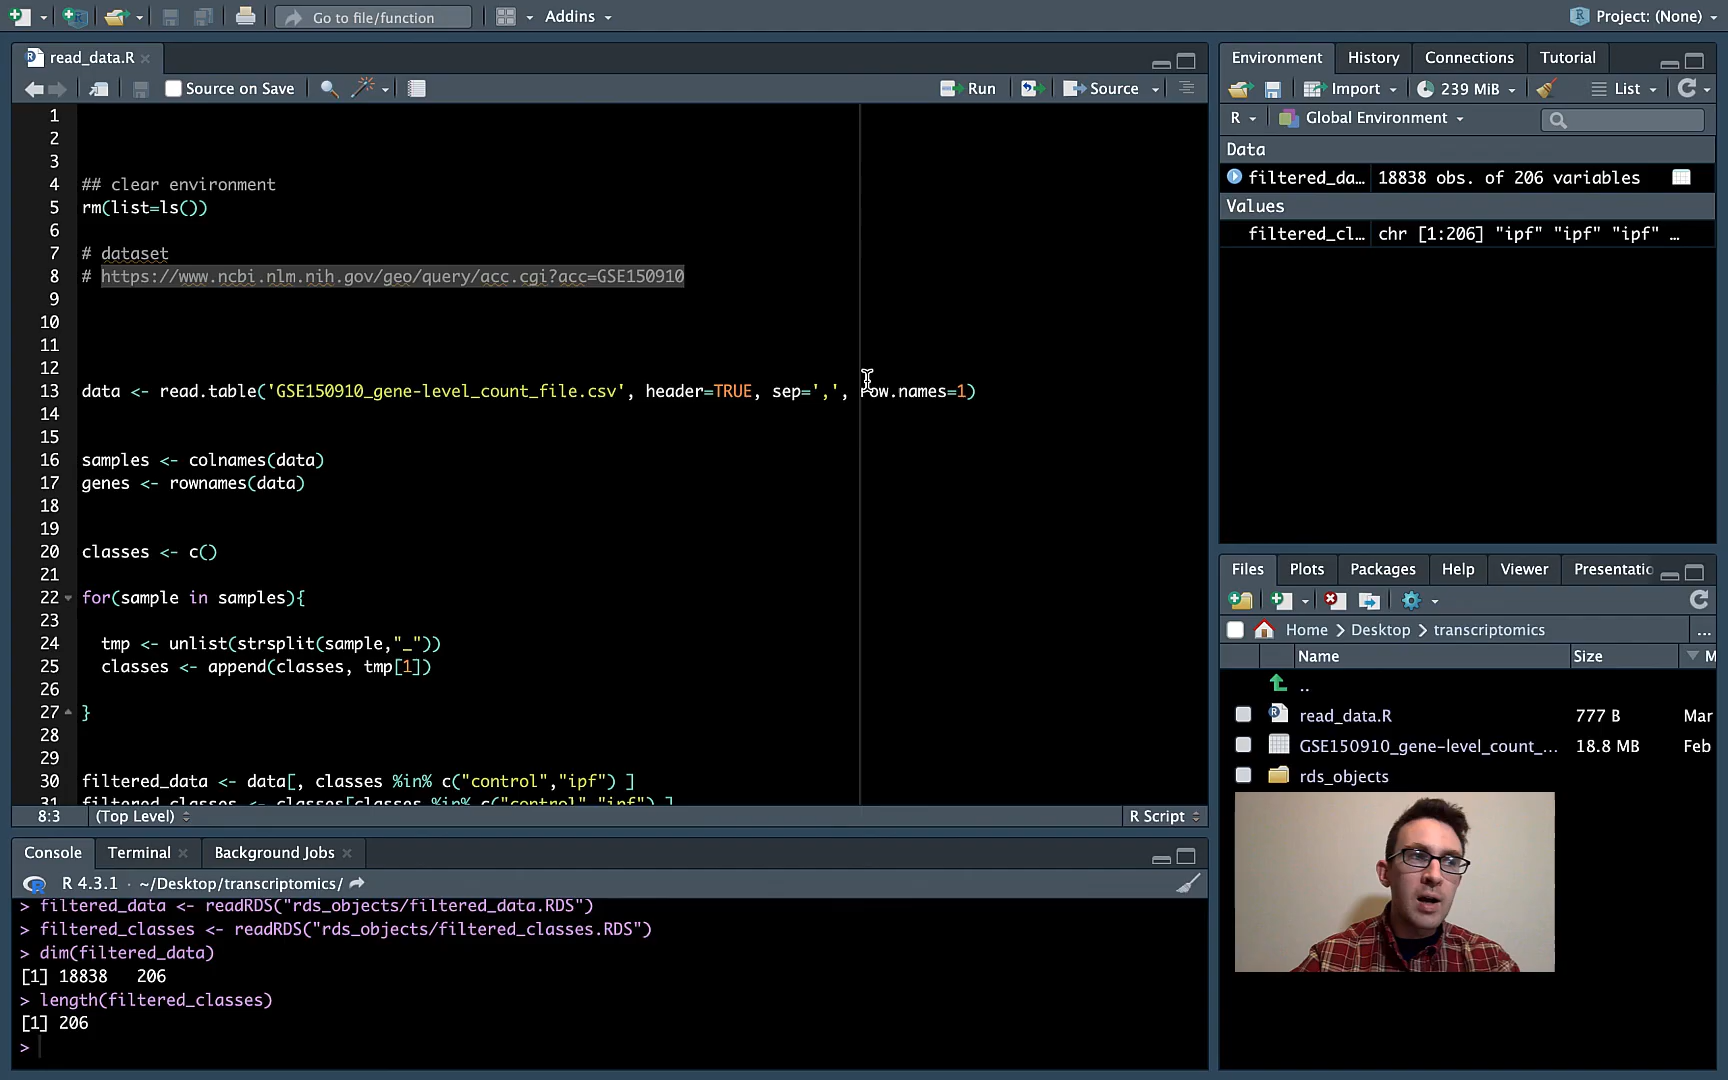 Go to file/function
Addins
Project: (None)
read_data.R
Source on Save
Run
Source
1
2
3
4 ## clear environment
5 rm(list=ls())
6
7 # dataset
8 # https://www.ncbi.nlm.nih.gov/geo/query/acc.cgi?acc=GSE150910
9
10
11
12
13 data <- read.table('GSE150910_gene-level_count_file.csv', header=TRUE, sep=',', row.names=1)
14
15
16 samples <- colnames(data)
17 genes <- rownames(data)
18
19
20 classes <- c()
21
22 for(sample in samples){
23
24 tmp <- unlist(strsplit(sample,"_"))
25 classes <- append(classes, tmp[1])
26
27 }
28
29
30 filtered_data <- data[, classes %in% c("control","ipf") ]
31 filtered_classes <- classes[classes %in% c("control","ipf") ]
8:3 (Top Level) R Script
Console Terminal Background Jobs
R 4.3.1 · ~/Desktop/transcriptomics/
> filtered_data <- readRDS("rds_objects/filtered_data.RDS")
> filtered_classes <- readRDS("rds_objects/filtered_classes.RDS")
> dim(filtered_data)
[1] 18838 206
> length(filtered_classes)
[1] 206
>
Environment History Connections Tutorial
Import 239 MiB List
R Global Environment
Data
filtered_da… 18838 obs. of 206 variables
Values
filtered_cl… chr [1:206] "ipf" "ipf" "ipf" …
Files Plots Packages Help Viewer Presentatio
Home > Desktop > transcriptomics ...
Name Size M
..
read_data.R 777 B Mar
GSE150910_gene-level_count_... 18.8 MB Feb
rds_objects